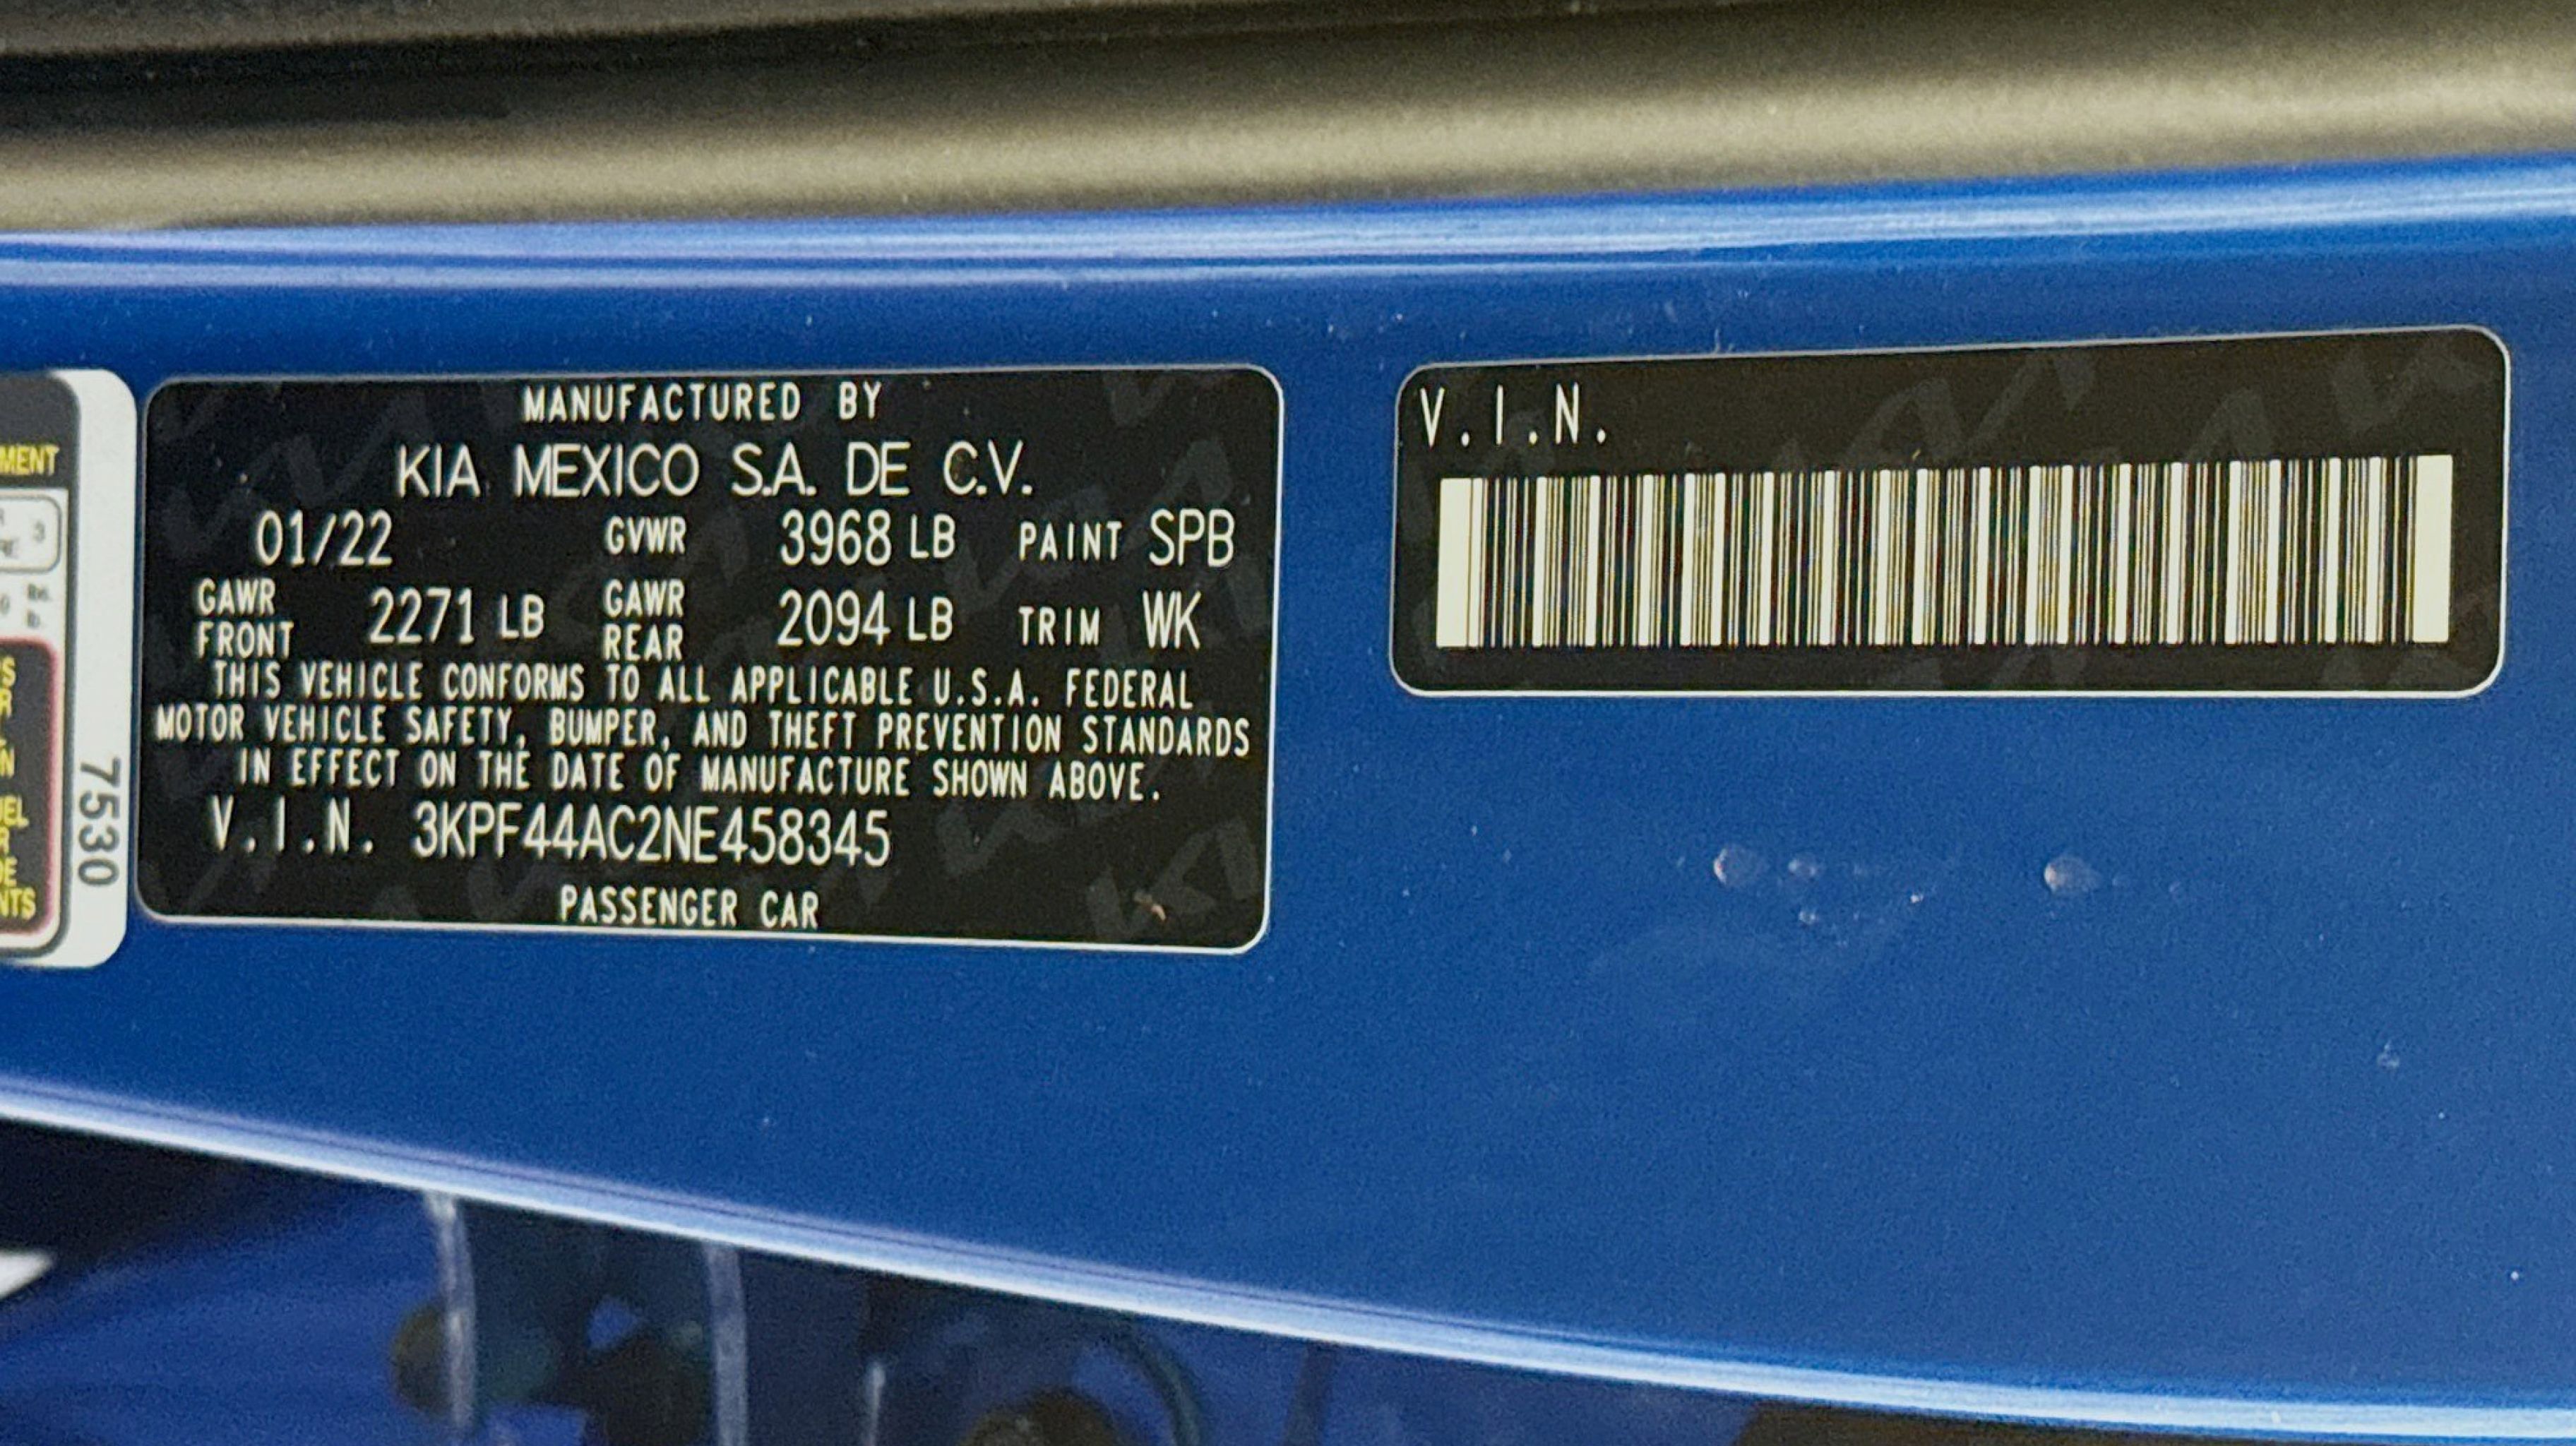 MENT
3
7530
MANUFACTURED BY
KIA MEXICO S.A. DE C.V.
01/22 GVWR 3968 LB PAINT SPB
GAWR FRONT 2271 LB GAWR REAR 2094 LB TRIM WK
THIS VEHICLE CONFORMS TO ALL APPLICABLE U.S.A. FEDERAL
MOTOR VEHICLE SAFETY, BUMPER, AND THEFT PREVENTION STANDARDS
IN EFFECT ON THE DATE OF MANUFACTURE SHOWN ABOVE.
V.I.N. 3KPF44AC2NE458345
PASSENGER CAR
V.I.N.